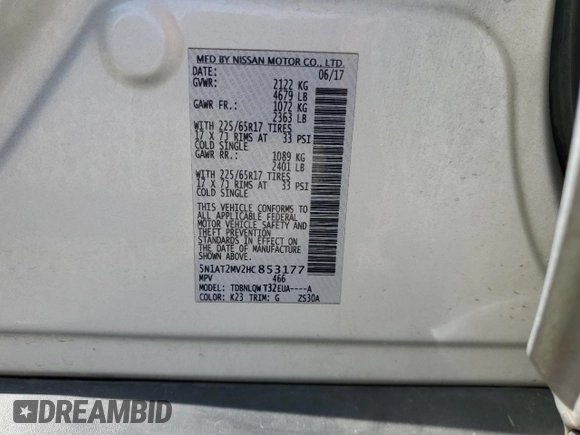 MFD BY NISSAN MOTOR CO., LTD.
DATE: 06/17
GVWR: 2122 KG
4679 LB
GAWR FR.: 1072 KG
2363 LB
WITH 225/65R17 TIRES
17 X 7J RIMS AT 33 PSI
COLD SINGLE
GAWR RR.: 1089 KG
2401 LB
WITH 225/65R17 TIRES
17 X 7J RIMS AT 33 PSI
COLD SINGLE
THIS VEHICLE CONFORMS TO
ALL APPLICABLE FEDERAL
MOTOR VEHICLE SAFETY AND
THEFT PREVENTION
STANDARDS IN EFFECT ON
THE DATE OF MANUFACTURE
SHOWN ABOVE.
5N1AT2MV2HC853177
MPV 466
MODEL: TDBNLQW T32EUA----A
COLOR: K23 TRIM: G ZS30A
DREAMBID